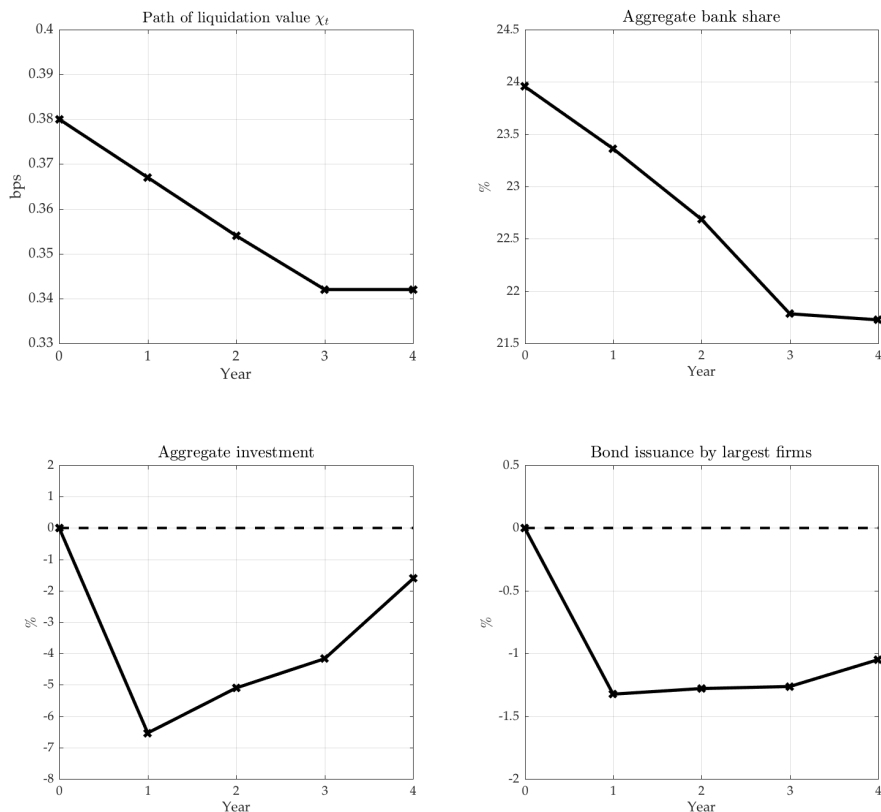 Path of liquidation value χt
0.4
0.39
0.38
0.37
0.36
0.35
0.34
0.33
bps
0 1 2 3 4
Year
Aggregate bank share
24.5
24
23.5
23
22.5
22
21.5
%
0 1 2 3 4
Year
Aggregate investment
2
1
0
-1
-2
-3
-4
-5
-6
-7
-8
%
0 1 2 3 4
Year
Bond issuance by largest firms
0.5
0
-0.5
-1
-1.5
-2
%
0 1 2 3 4
Year